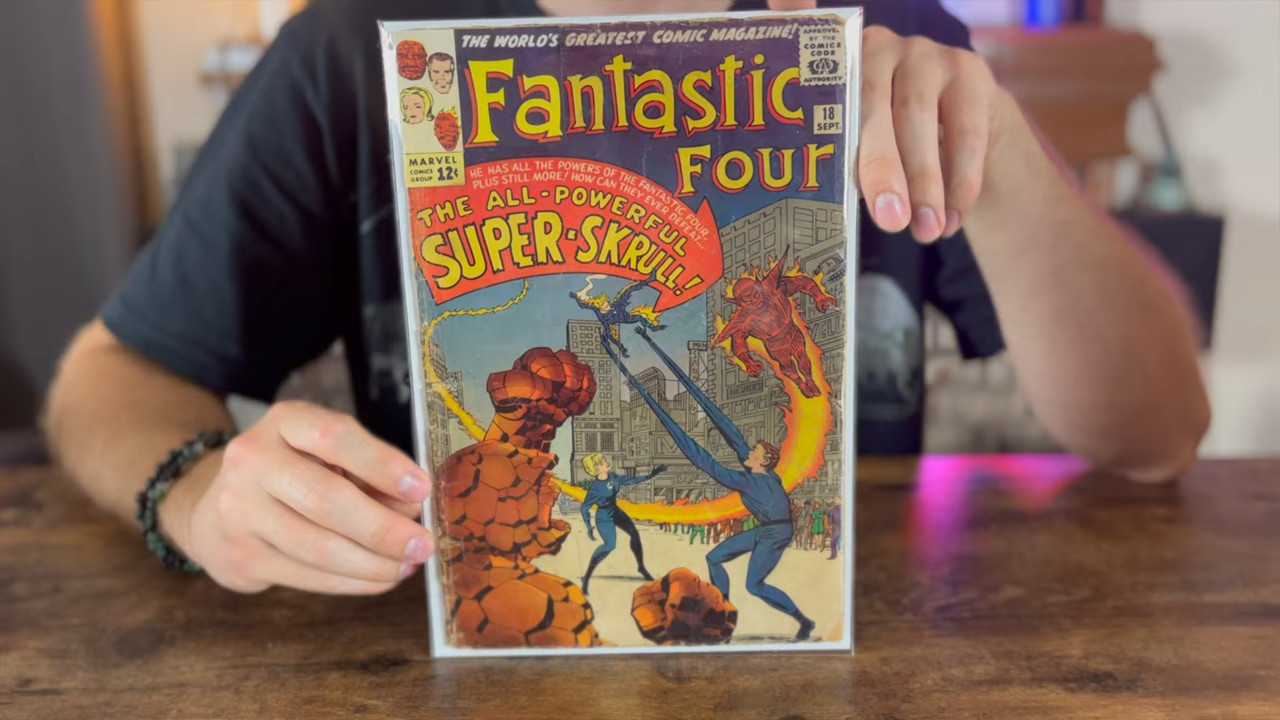 THE WORLD'S GREATEST COMIC MAGAZINE!
APPROVED
BY THE
COMICS
CODE
AUTHORITY
Fantastic
18
SEPT.
FOUR
MARVEL
COMICS
GROUP 12¢
HE HAS ALL THE POWERS OF THE FANTASTIC FOUR,
PLUS STILL MORE! HOW CAN THEY EVER DEFEAT...
THE ALL-POWERFUL
SUPER-SKRULL!